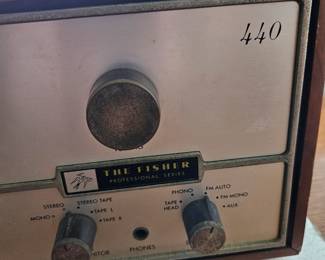 440
THE FISHER
PROFESSIONAL SERIES
STEREO STEREO TAPE
MONO TAPE 1
TAPE 2
PHONO FM AUTO
TAPE HEAD FM MONO
AUX
PHONES